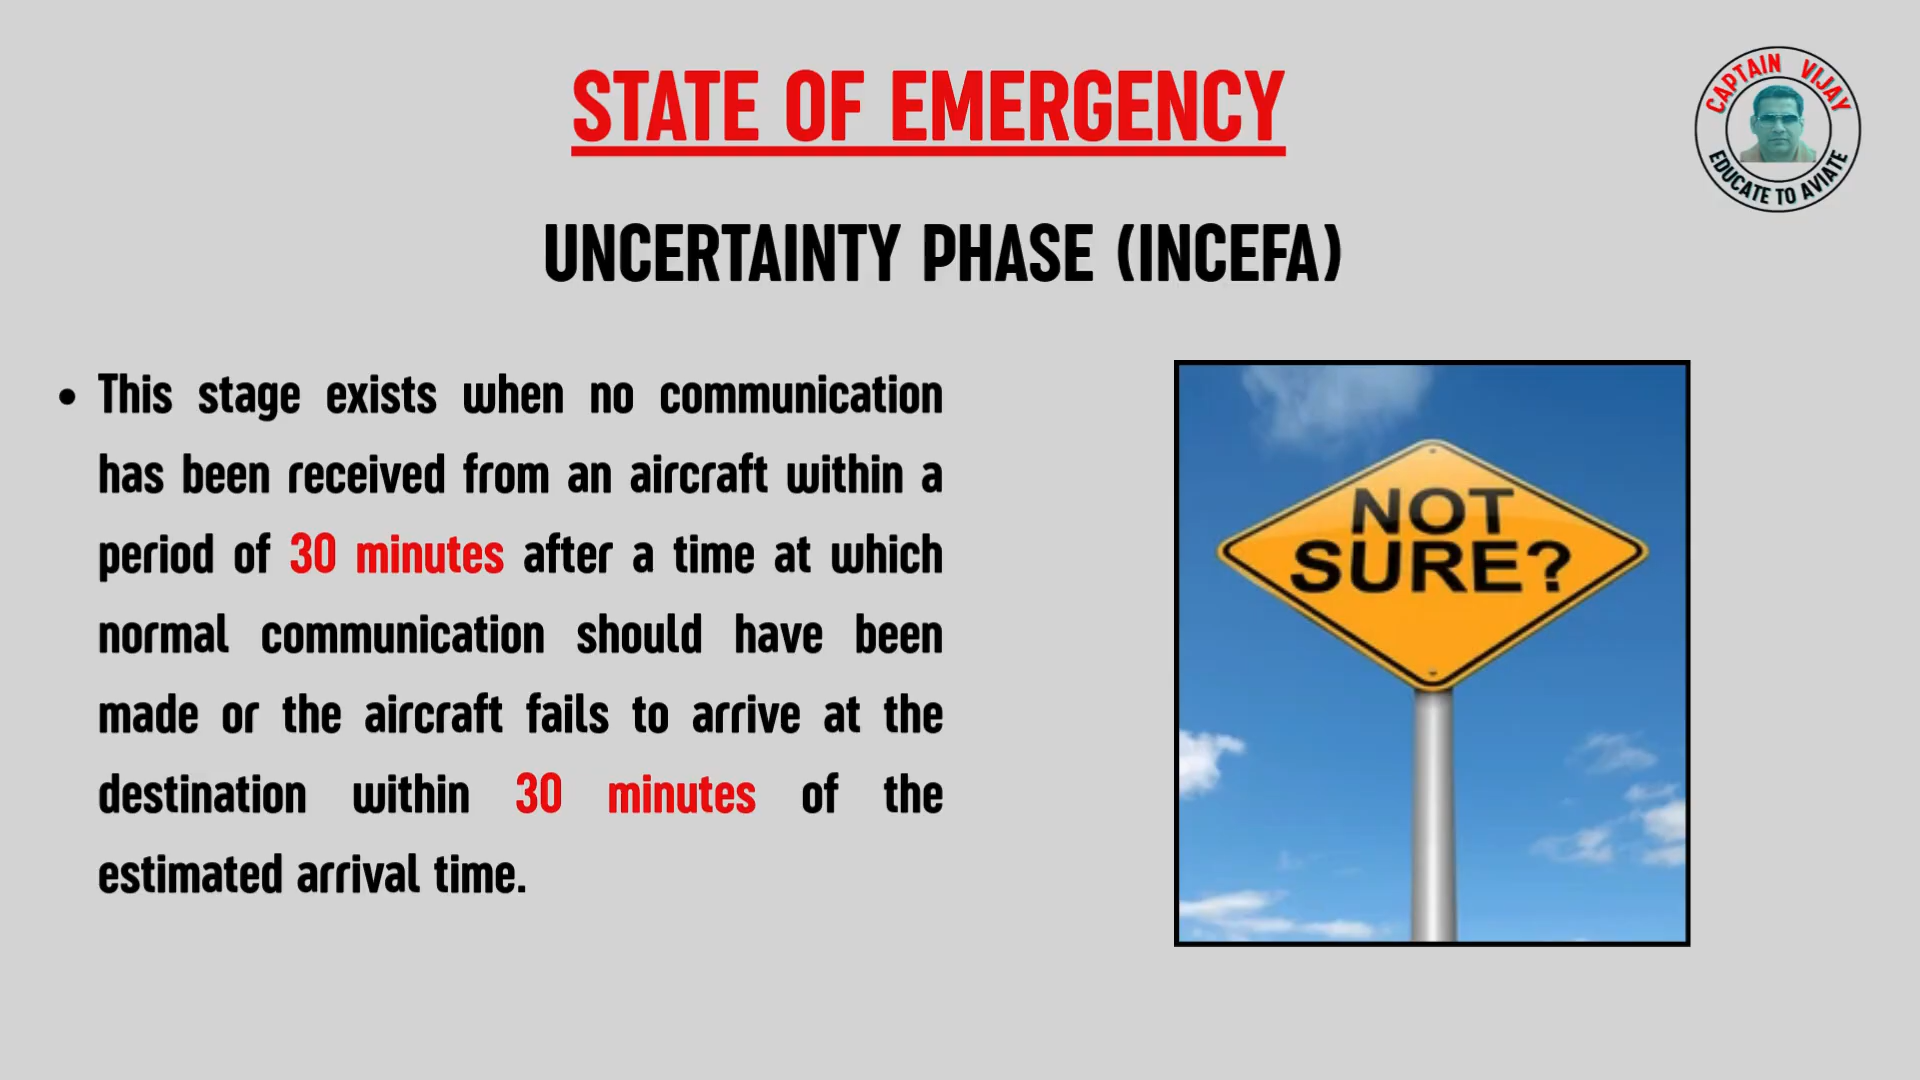 STATE OF EMERGENCY
CAPTAIN VIJAY
EDUCATE TO AVIATE
UNCERTAINTY PHASE (INCEFA)
• This stage exists when no communication
has been received from an aircraft within a
period of 30 minutes after a time at which
normal communication should have been
made or the aircraft fails to arrive at the
destination within 30 minutes of the
estimated arrival time.
NOT
SURE?